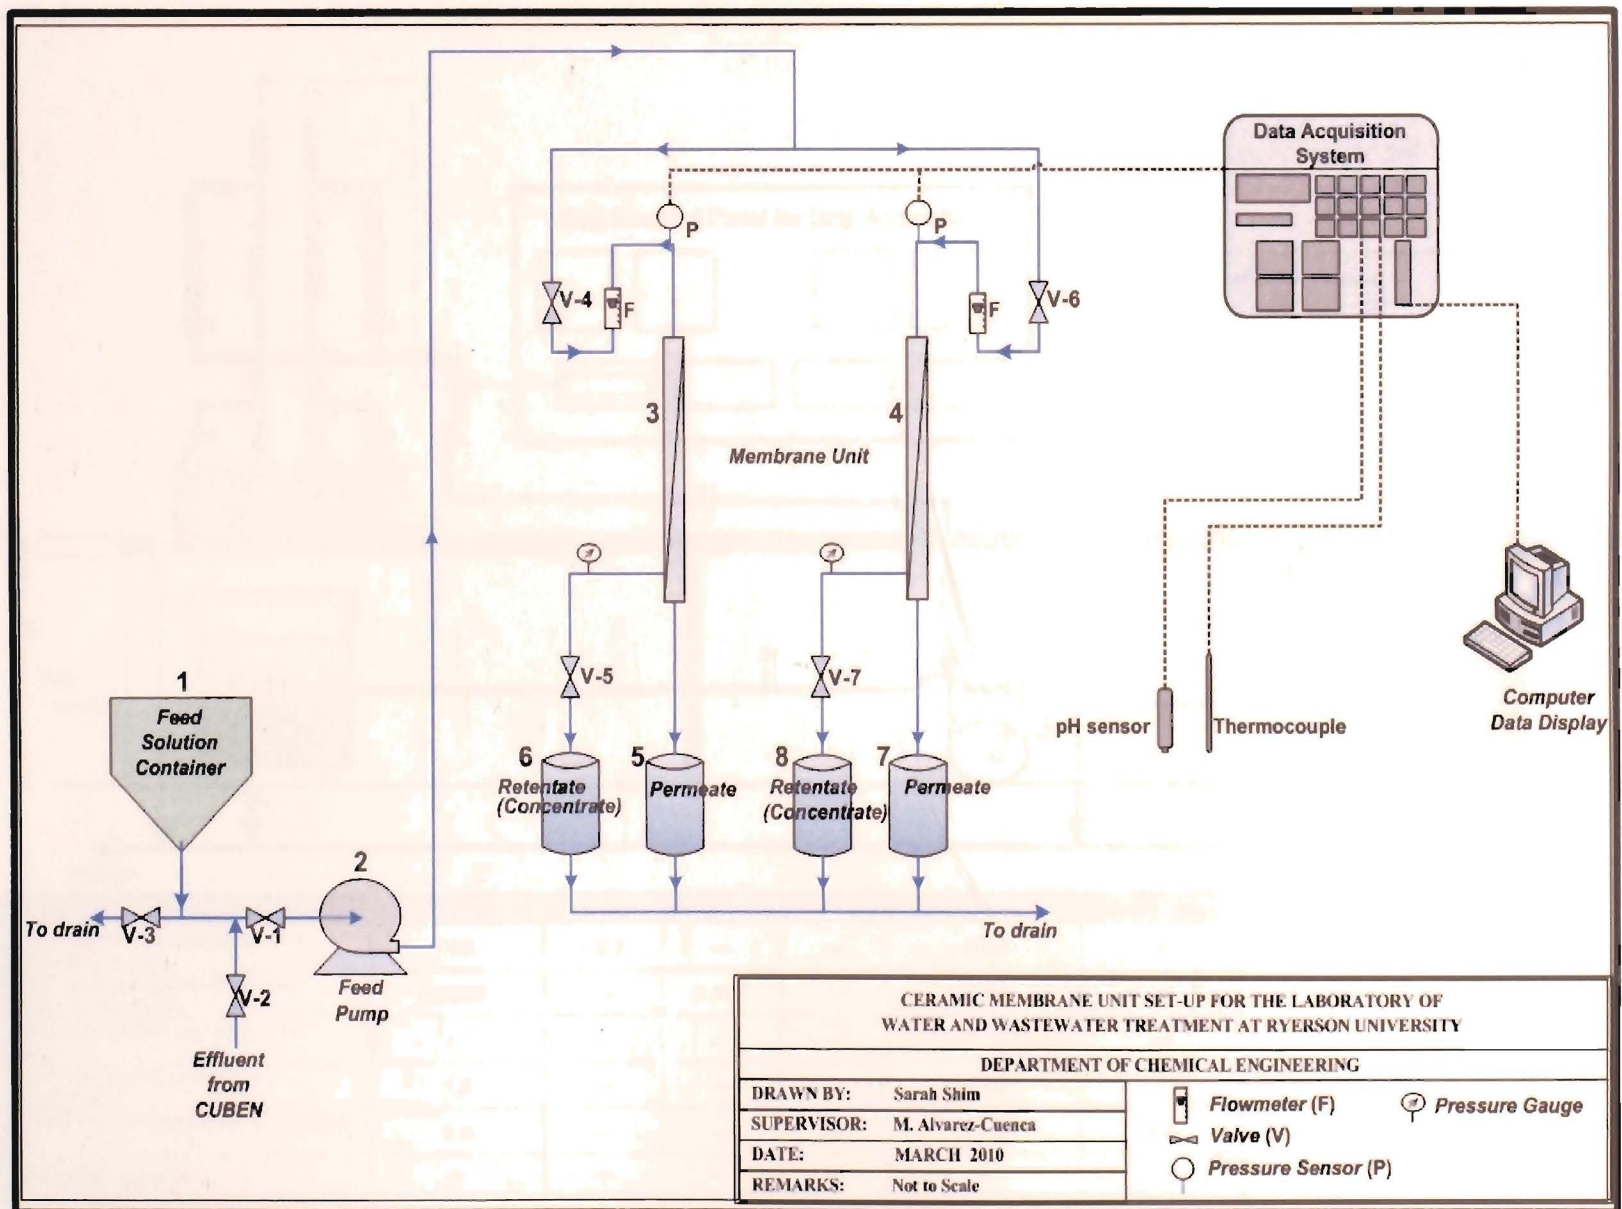 Data Acquisition
System
P
P
V-4
F
F
V-6
3
4
Membrane Unit
V-5
V-7
1
Feed
Solution
Container
6
Retentate
(Concentrate)
5
Permeate
8
Retentate
(Concentrate)
7
Permeate
pH sensor
Thermocouple
Computer
Data Display
2
To drain
V-3
V-1
V-2
Feed
Pump
To drain
Effluent
from
CUBEN
CERAMIC MEMBRANE UNIT SET-UP FOR THE LABORATORY OF
WATER AND WASTEWATER TREATMENT AT RYERSON UNIVERSITY
DEPARTMENT OF CHEMICAL ENGINEERING
DRAWN BY: Sarah Shim
SUPERVISOR: M. Alvarez-Cuenca
DATE: MARCH 2010
REMARKS: Not to Scale
Flowmeter (F)
Pressure Gauge
Valve (V)
Pressure Sensor (P)